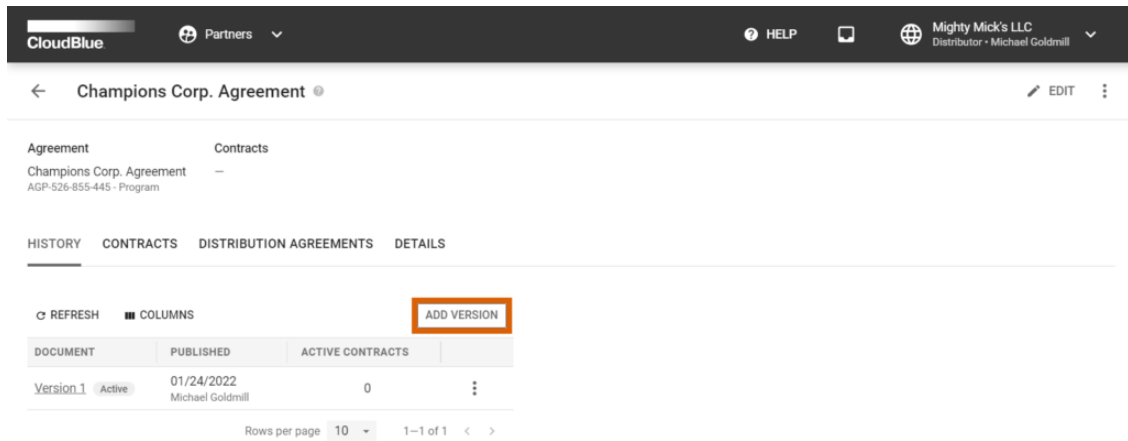 CloudBlue
Partners
HELP
Mighty Mick's LLC
Distributor • Michael Goldmill
Champions Corp. Agreement
EDIT
Agreement
Contracts
Champions Corp. Agreement
—
AGP-526-855-445 - Program
HISTORY CONTRACTS DISTRIBUTION AGREEMENTS DETAILS
REFRESH COLUMNS ADD VERSION
DOCUMENT PUBLISHED ACTIVE CONTRACTS
Version 1 Active 01/24/2022 0
Michael Goldmill
Rows per page 10 1–1 of 1